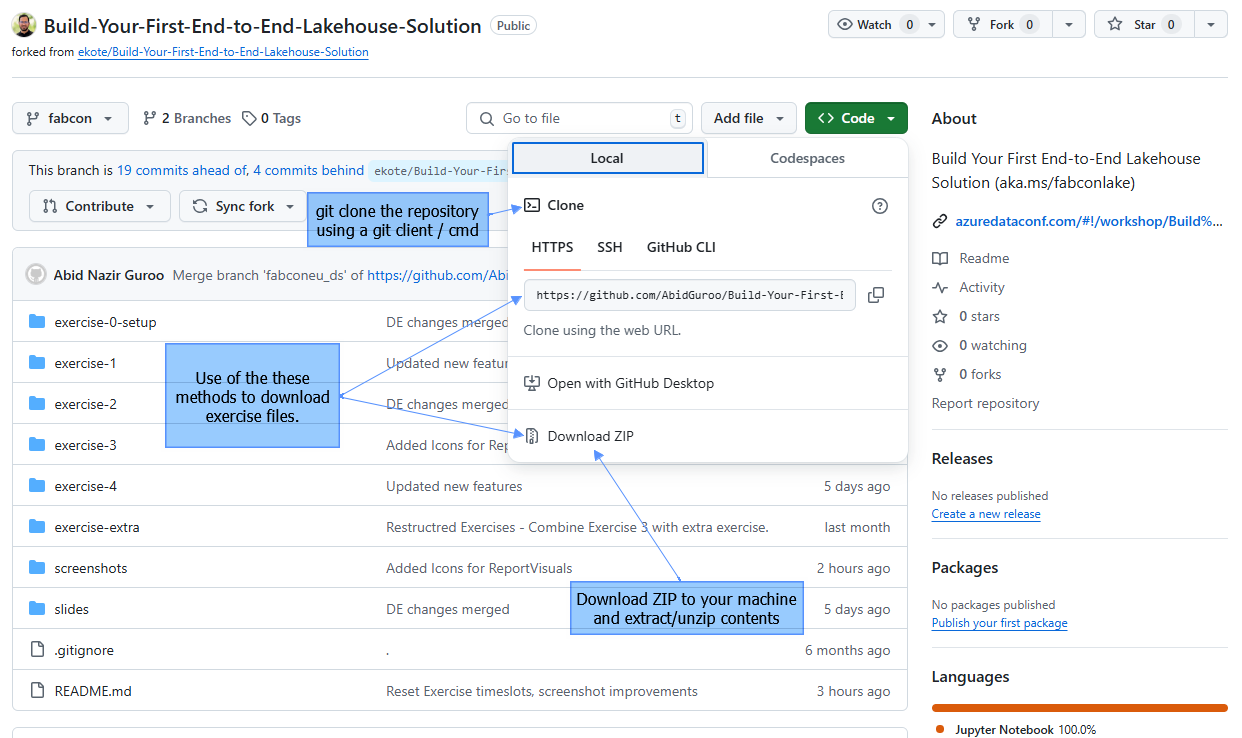 Build-Your-First-End-to-End-Lakehouse-Solution Public
Watch 0
Fork 0
Star 0
forked from ekote/Build-Your-First-End-to-End-Lakehouse-Solution
fabcon
2 Branches
0 Tags
Go to file t
Add file
Code
This branch is 19 commits ahead of, 4 commits behind ekote/Build-Your-Firs
Contribute
Sync fork
git clone the repository
using a git client / cmd
Local
Codespaces
Clone
HTTPS SSH GitHub CLI
https://github.com/AbidGuroo/Build-Your-First-E
Clone using the web URL.
Open with GitHub Desktop
Download ZIP
Abid Nazir Guroo Merge branch 'fabconeu_ds' of https://github.com/Abi
exercise-0-setup DE changes merged
exercise-1 Updated new featur
exercise-2 DE changes merged
exercise-3 Added Icons for Rep
exercise-4 Updated new features 5 days ago
exercise-extra Restructred Exercises - Combine Exercise 3 with extra exercise. last month
screenshots Added Icons for ReportVisuals 2 hours ago
slides DE changes merged 5 days ago
.gitignore . 6 months ago
README.md Reset Exercise timeslots, screenshot improvements 3 hours ago
Use of the these
methods to download
exercise files.
Download ZIP to your machine
and extract/unzip contents
About
Build Your First End-to-End Lakehouse
Solution (aka.ms/fabconlake)
azuredataconf.com/#!/workshop/Build%...
Readme
Activity
0 stars
0 watching
0 forks
Report repository
Releases
No releases published
Create a new release
Packages
No packages published
Publish your first package
Languages
Jupyter Notebook 100.0%